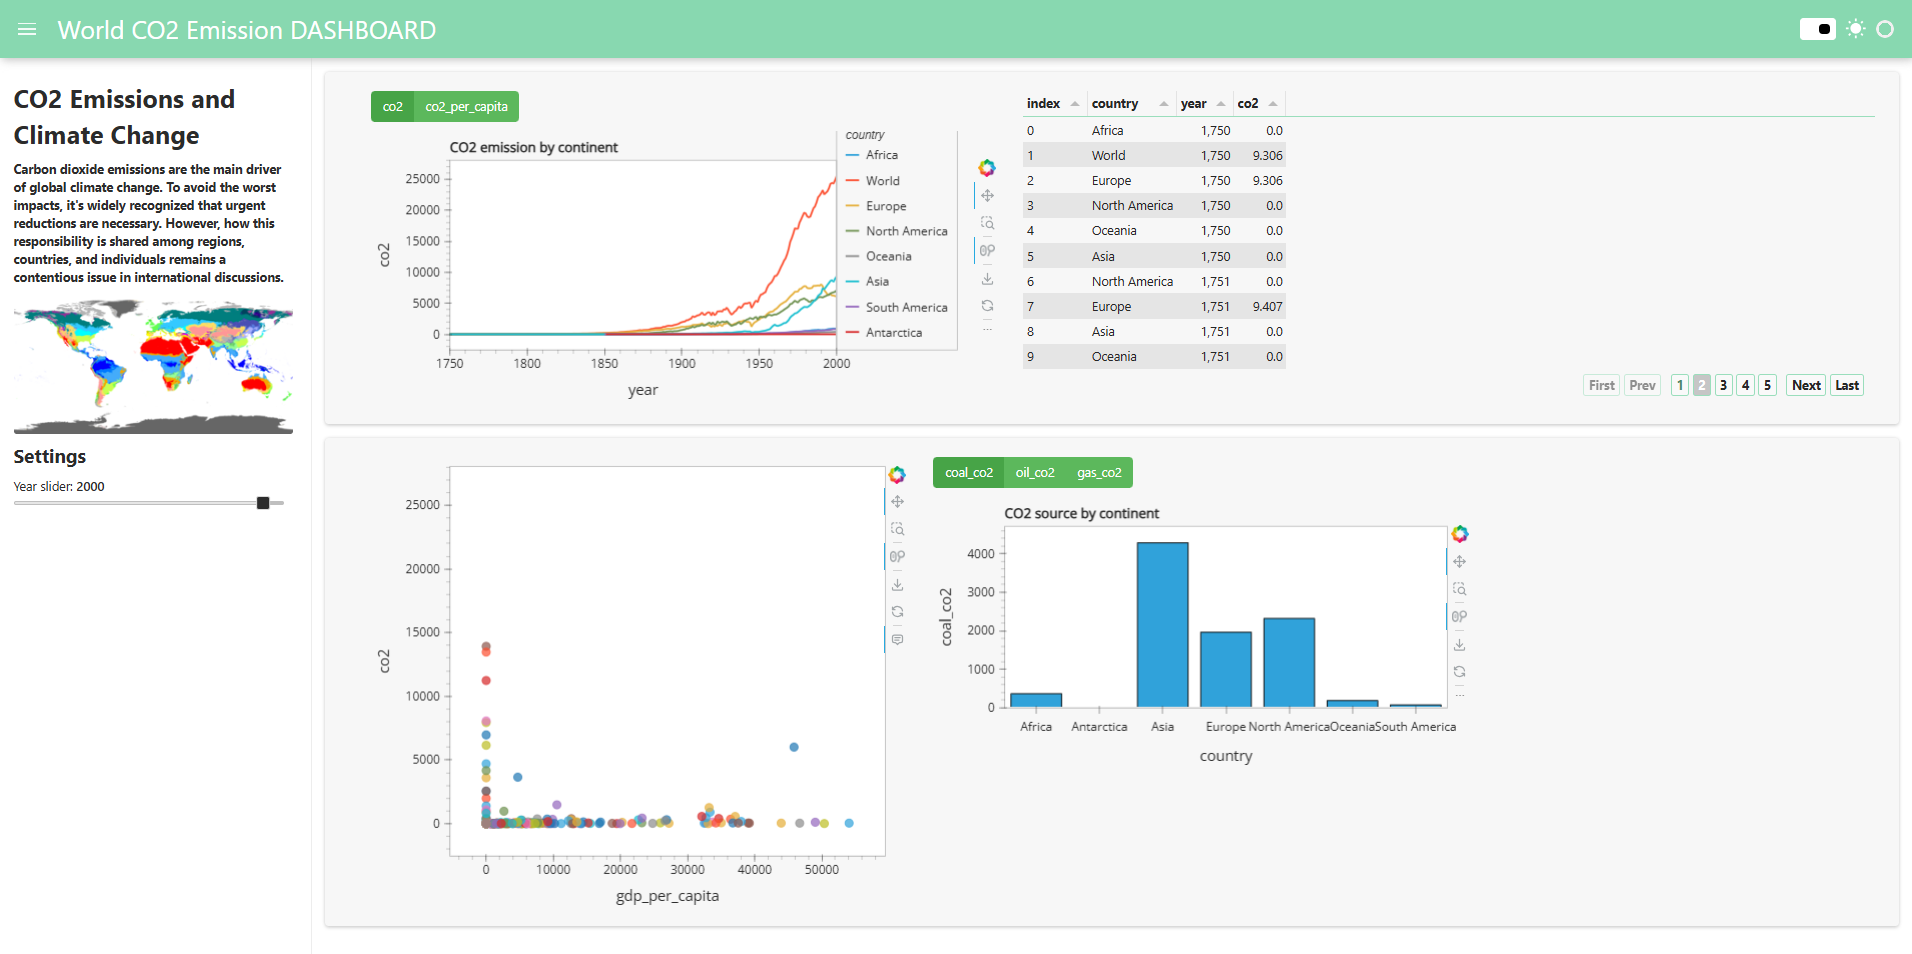 World CO2 Emission DASHBOARD
CO2 Emissions and
Climate Change
Carbon dioxide emissions are the main driver
of global climate change. To avoid the worst
impacts, it's widely recognized that urgent
reductions are necessary. However, how this
responsibility is shared among regions,
countries, and individuals remains a
contentious issue in international discussions.
Settings
Year slider: 2000
co2 co2_per_capita
CO2 emission by continent
25000
20000
15000
10000
5000
0
co2
1750 1800 1850 1900 1950 2000
year
country
Africa
World
Europe
North America
Oceania
Asia
South America
Antarctica
index country year co2
0 Africa 1,750 0.0
1 World 1,750 9.306
2 Europe 1,750 9.306
3 North America 1,750 0.0
4 Oceania 1,750 0.0
5 Asia 1,750 0.0
6 North America 1,751 0.0
7 Europe 1,751 9.407
8 Asia 1,751 0.0
9 Oceania 1,751 0.0
First Prev 1 2 3 4 5 Next Last
25000
20000
15000
10000
5000
0
co2
0 10000 20000 30000 40000 50000
gdp_per_capita
coal_co2 oil_co2 gas_co2
CO2 source by continent
4000
3000
2000
1000
0
coal_co2
Africa Antarctica Asia Europe North America Oceania South America
country